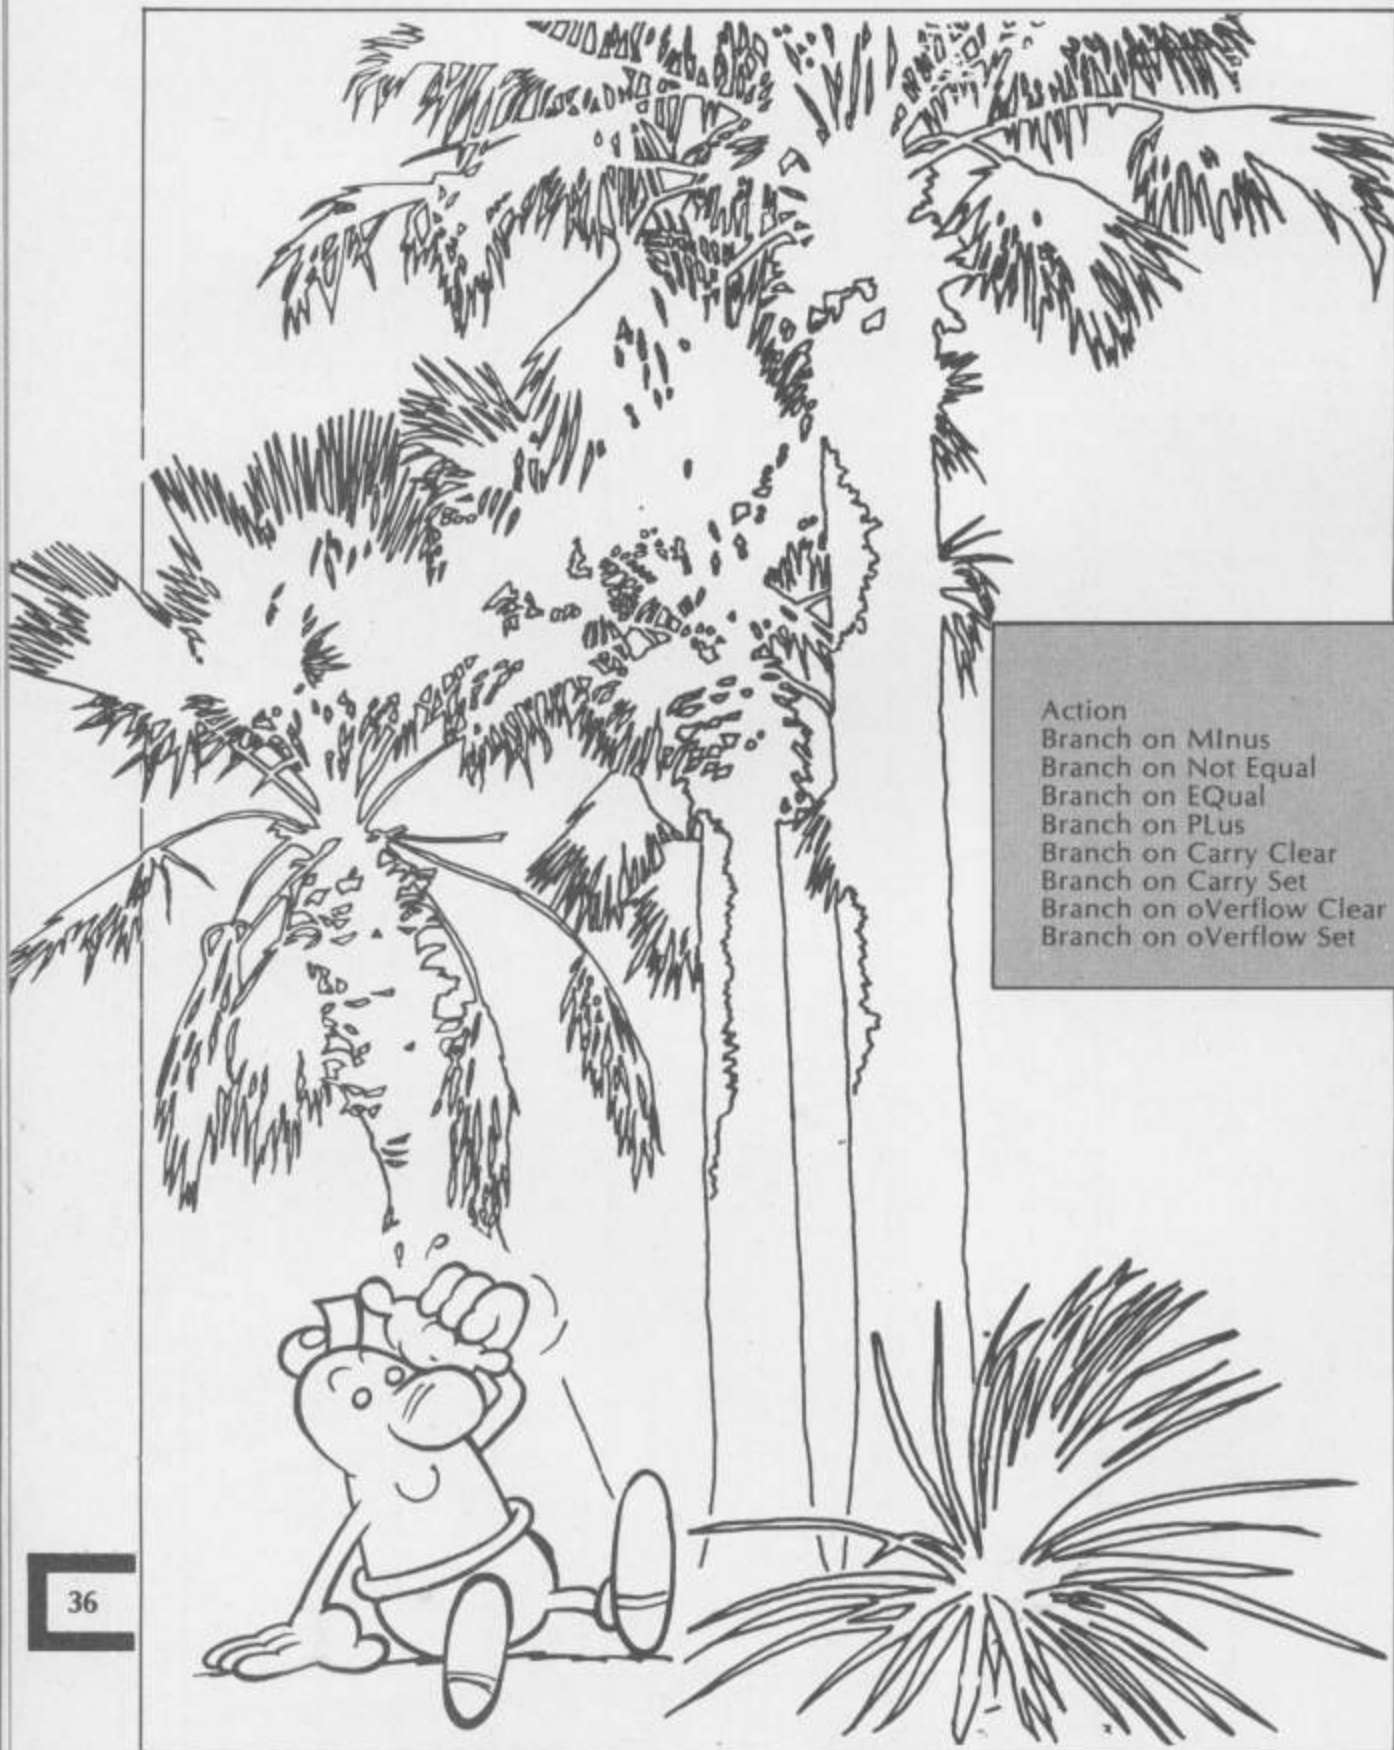 Action
Branch on MInus
Branch on Not Equal
Branch on EQual
Branch on PLus
Branch on Carry Clear
Branch on Carry Set
Branch on oVerflow Clear
Branch on oVerflow Set
36